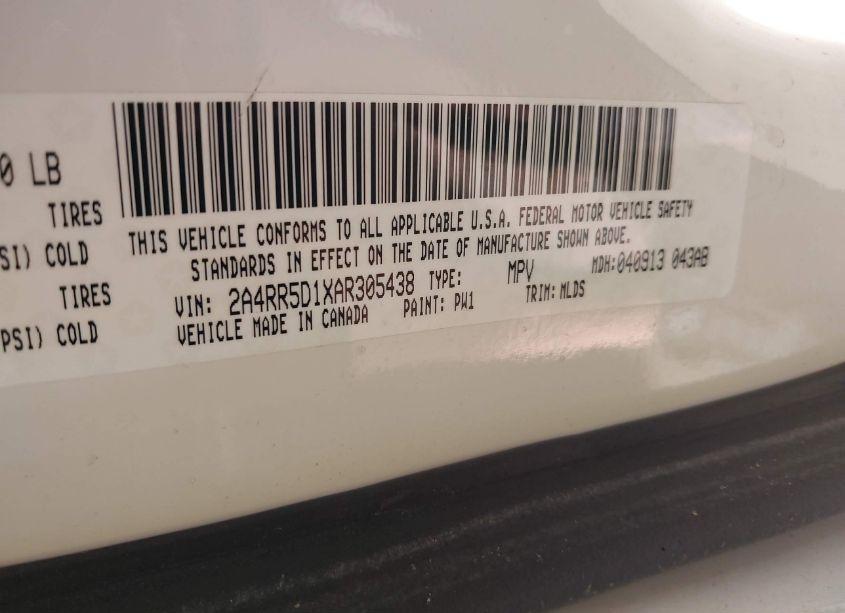 0 LB
TIRES
SI) COLD
TIRES
PSI) COLD
THIS VEHICLE CONFORMS TO ALL APPLICABLE U.S.A. FEDERAL MOTOR VEHICLE SAFETY
STANDARDS IN EFFECT ON THE DATE OF MANUFACTURE SHOWN ABOVE.
VIN: 2A4RR5D1XAR305438 TYPE: MPV MDH:040913 043AB
VEHICLE MADE IN CANADA PAINT: PW1 TRIM: MLDS